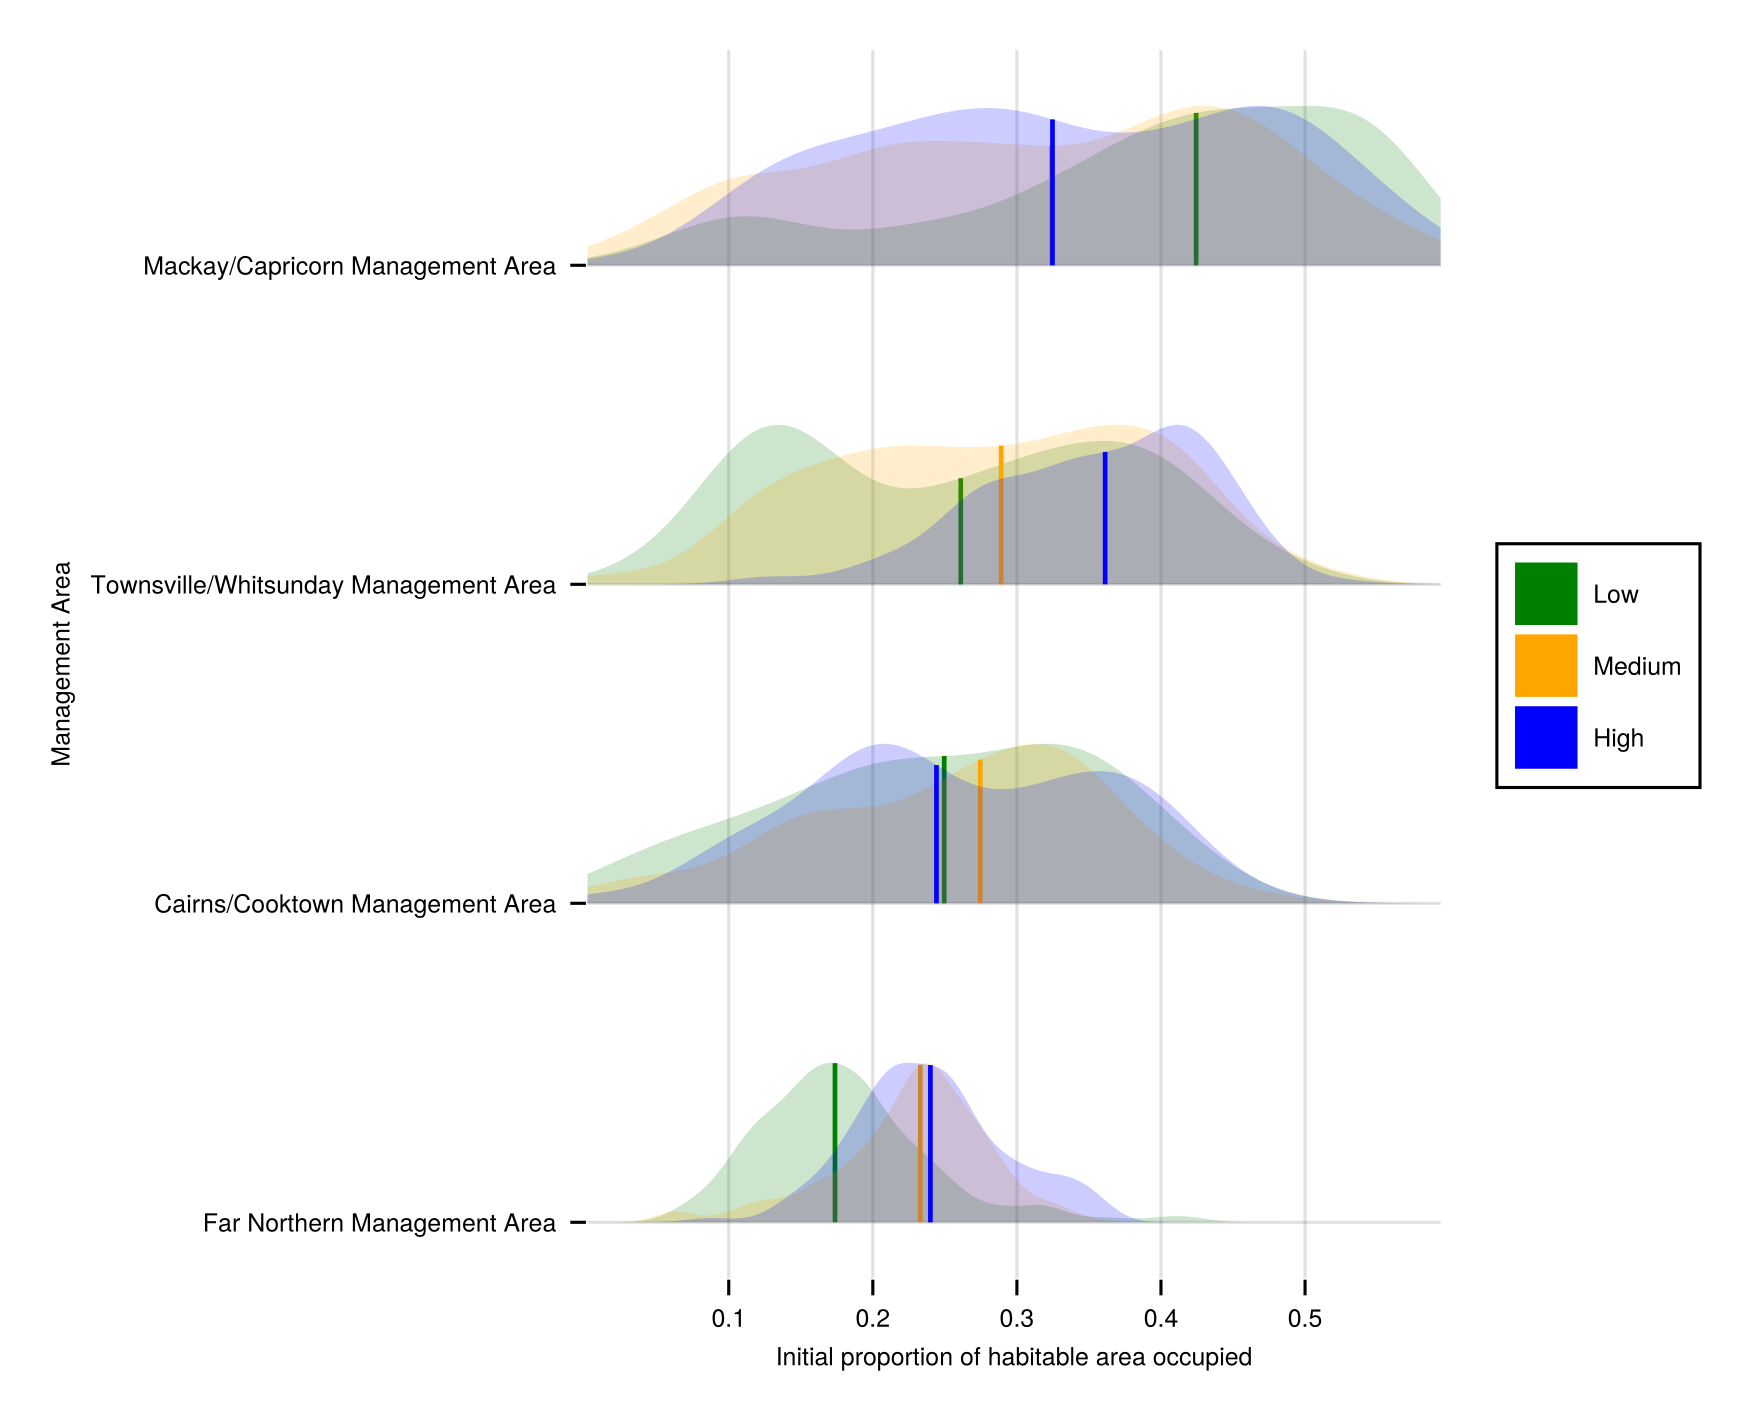 Mackay/Capricorn Management Area
Townsville/Whitsunday Management Area
Cairns/Cooktown Management Area
Far Northern Management Area
Management Area
0.1 0.2 0.3 0.4 0.5
Initial proportion of habitable area occupied
Low
Medium
High